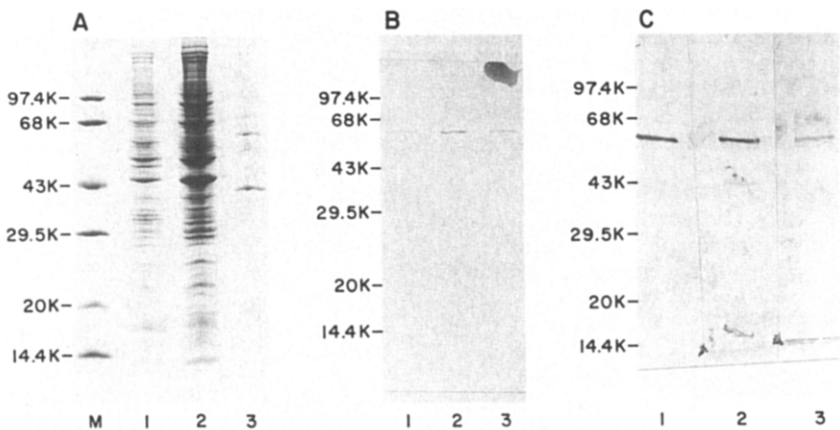 A
97.4K–
68K–
43K–
29.5K–
20K–
14.4K–
M 1 2 3
B
97.4K–
68K–
43K–
29.5K–
20K–
14.4K–
1 2 3
C
97.4K–
68K–
43K–
29.5K–
20K–
14.4K–
1 2 3